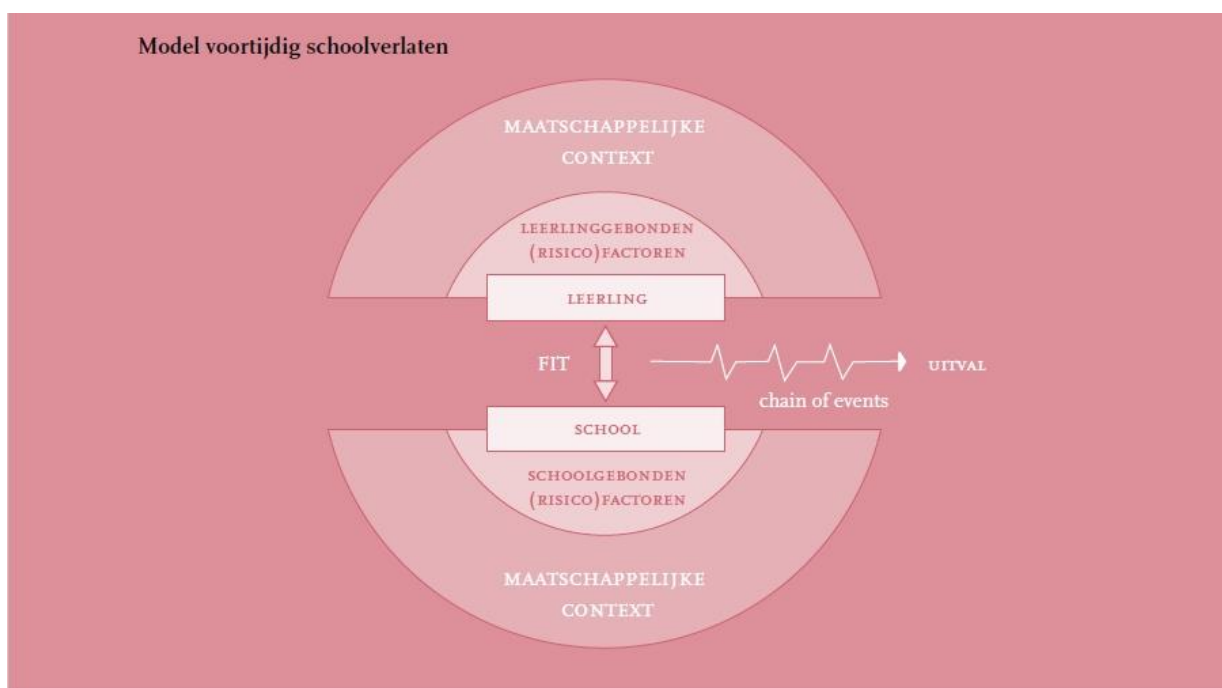 Model voortijdig schoolverlaten
MAATSCHAPPELIJKE
CONTEXT
LEERLINGGEBONDEN
(RISICO)FACTOREN
LEERLING
FIT
UITVAL
chain of events
SCHOOL
SCHOOLGEBONDEN
(RISICO)FACTOREN
MAATSCHAPPELIJKE
CONTEXT